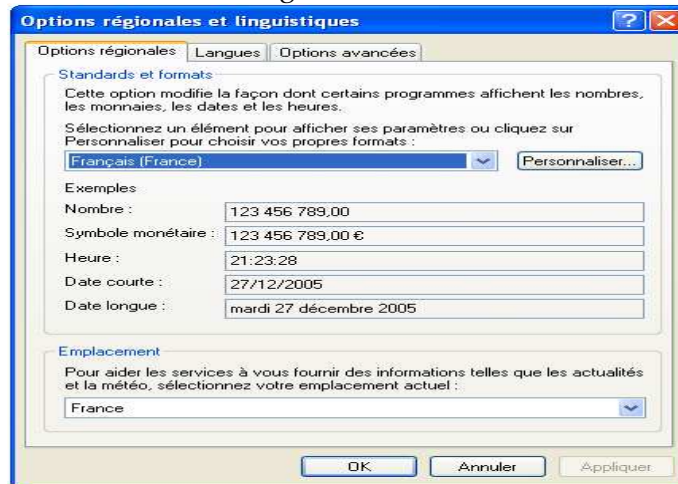 Options régionales et linguistiques
Options régionales Langues Options avancées
Standards et formats
Cette option modifie la façon dont certains programmes affichent les nombres,
les monnaies, les dates et les heures.
Sélectionnez un élément pour afficher ses paramètres ou cliquez sur
Personnaliser pour choisir vos propres formats :
Français (France) Personnaliser...
Exemples
Nombre : 123 456 789,00
Symbole monétaire : 123 456 789,00 €
Heure : 21:23:28
Date courte : 27/12/2005
Date longue : mardi 27 décembre 2005
Emplacement
Pour aider les services à vous fournir des informations telles que les actualités
et la météo, sélectionnez votre emplacement actuel :
France
OK Annuler Appliquer